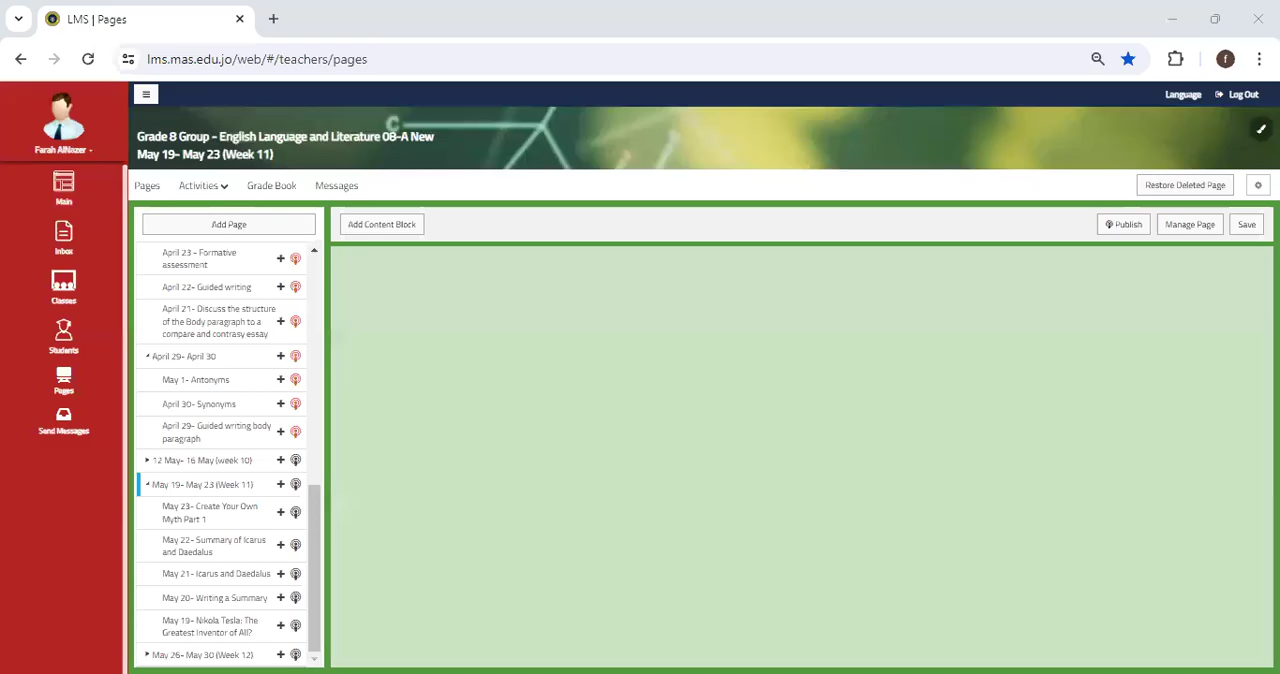 LMS | Pages
lms.mas.edu.jo/web/#/teachers/pages
f
Language
Log Out
Farah AlNazer
Grade 8 Group - English Language and Literature 08-A New
May 19- May 23 (Week 11)
Pages
Activities
Grade Book
Messages
Restore Deleted Page
Main
Inbox
Classes
Students
Pages
Send Messages
Add Page
Add Content Block
Publish
Manage Page
Save
April 23 - Formative
assessment
April 22- Guided writing
April 21- Discuss the structure
of the Body paragraph to a
compare and contrasy essay
April 29- April 30
May 1- Antonyms
April 30- Synonyms
April 29- Guided writing body
paragraph
12 May- 16 May (week 10)
May 19- May 23 (Week 11)
May 23- Create Your Own
Myth Part 1
May 22- Summary of Icarus
and Daedalus
May 21- Icarus and Daedalus
May 20- Writing a Summary
May 19- Nikola Tesla: The
Greatest Inventor of All?
May 26- May 30 (Week 12)